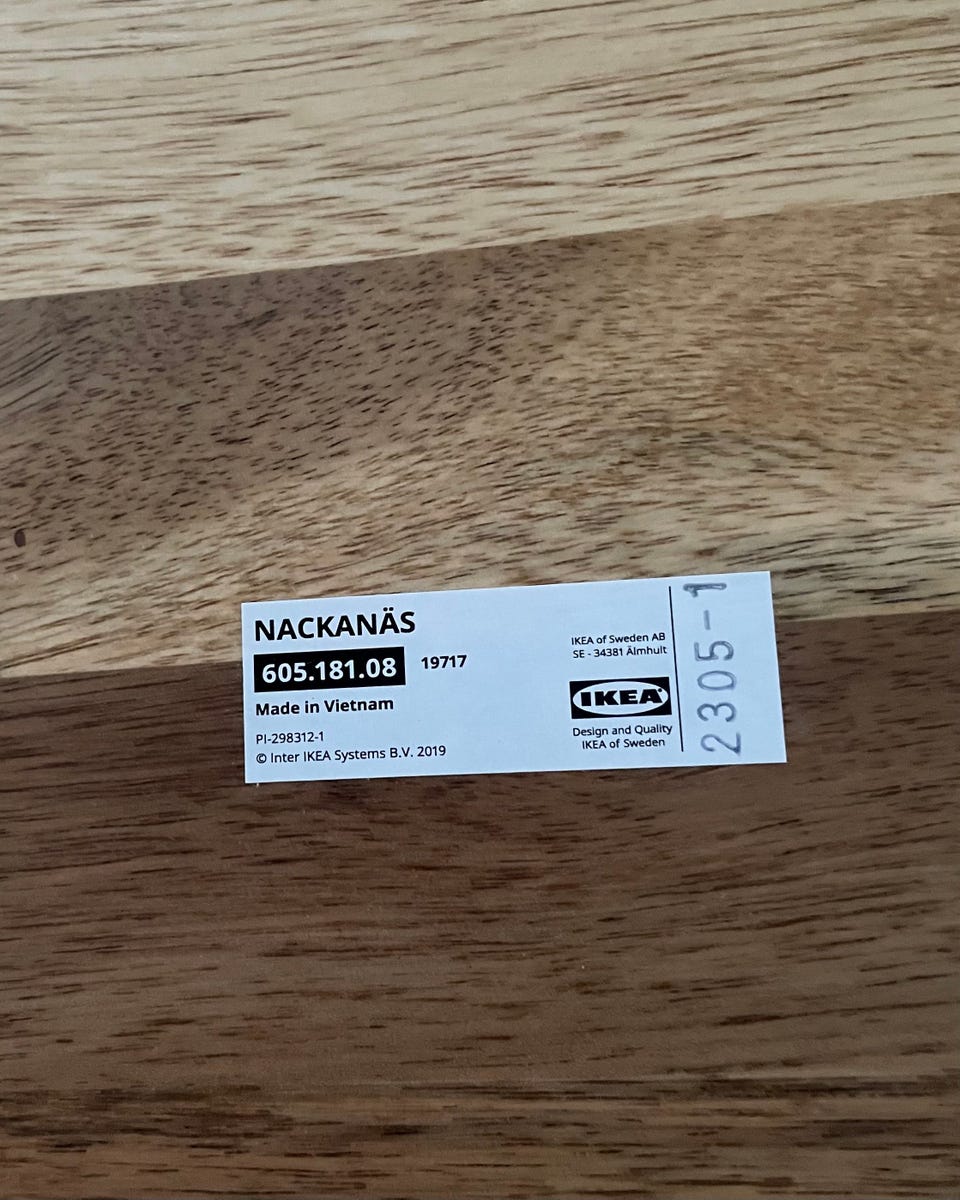 NACKANÄS
605.181.08 19717
Made in Vietnam
PI-298312-1
© Inter IKEA Systems B.V. 2019
IKEA of Sweden AB
SE - 34381 Älmhult
IKEA
Design and Quality
IKEA of Sweden
2305-1